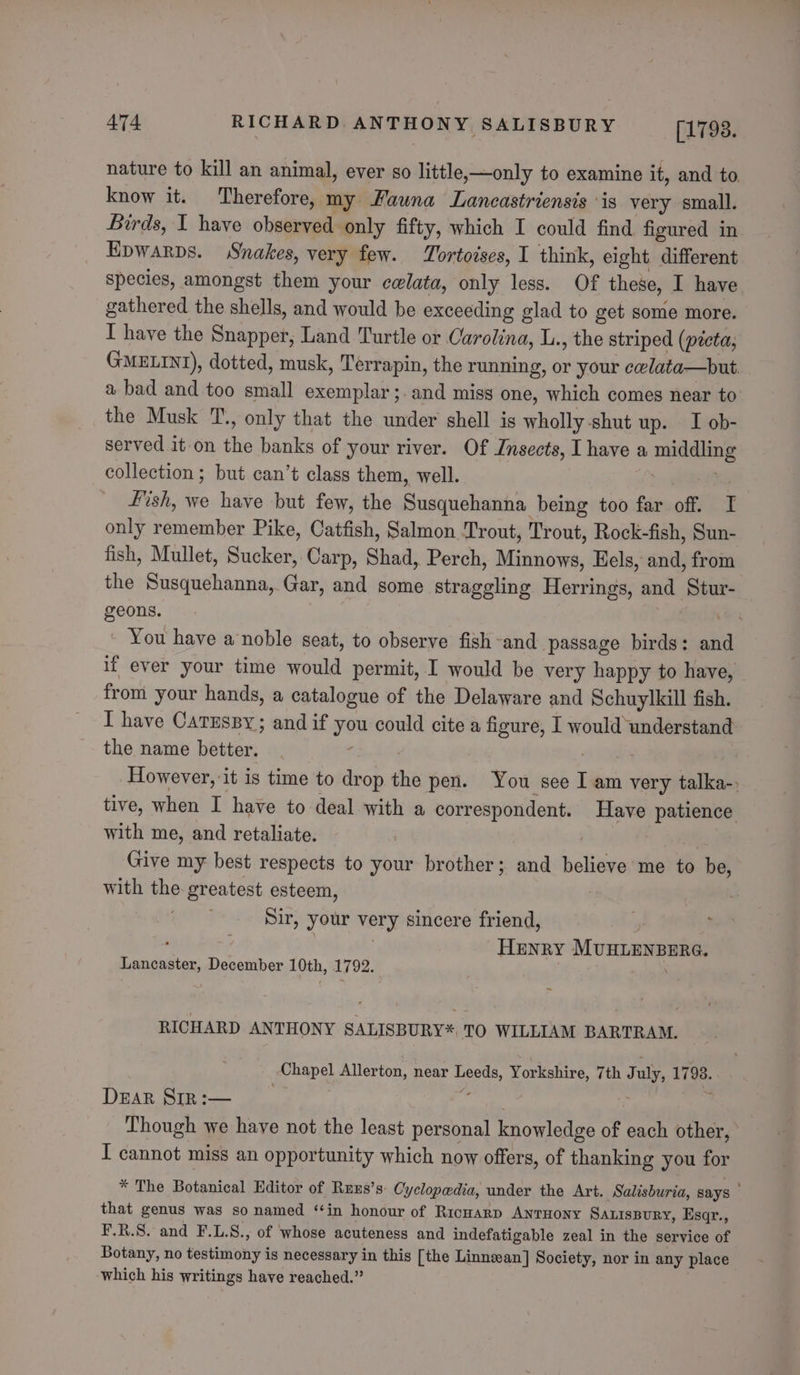 474 RICHARD ANTHONY SALISBURY [1793.
nature to kill an animal, ever so little,—only to examine it, and to
know it. Therefore, my Fauna Lancastriensis is very small.
Birds, I have observed only fifty, which I could find figured in
EDWARDS. Snakes, very few. Tortoises, I think, eight different
species, amongst them your cælata, only less. Of these, I have
gathered the shells, and would be exceeding glad to get some more.
I have the Snapper, Land Turtle or Carolina, L., the striped (picta,
GMELINI), dotted, musk, Terrapin, the running, or your cælata—but
a bad and too small exemplar; and miss one, which comes near to
the Musk T., only that the under shell is wholly shut up. I ob-
served it on the banks of your river. Of Insects, I have a middling
collection; but can't class them, well.
Fish, we have but few, the Susquehanna being too far off. I
only remember Pike, Catfish, Salmon Trout, Trout, Rock-fish, Sun-
fish, Mullet, Sucker, Carp, Shad, Perch, Minnows, Eels, and, from
the Susquehanna, Gar, and some straggling Herrings, and Stur-
geons.
You have a noble seat, to observe fish and passage birds: and
if ever your time would permit, I would be very happy to have,
from your hands, a catalogue of the Delaware and Schuylkill fish.
I have CATESBY; and if you could cite a figure, I would understand
the name better.
However, it is time to drop the pen. You see I am very talka-
tive, when I have to deal with a correspondent. Have patience
with me, and retaliate.
Give my best respects to your brother; and believe me to be,
with the greatest esteem,
Sir, your very sincere friend,
HENRY MUHLENBERG.
Lancaster, December 10th, 1792.
RICHARD ANTHONY SALISBURY* TO WILLIAM BARTRAM.
Chapel Allerton, near Leeds, Yorkshire, 7th July, 1793.
DEAR SIR:—
Though we have not the least personal knowledge of each other,
I cannot miss an opportunity which now offers, of thanking you for
* The Botanical Editor of REES's Cyclopædia, under the Art. Salisburia, says
that genus was so named "in honour of RICHARD ANTHONY SALISBURY, Esqr.,
F.R.S. and F.L.S., of whose acuteness and indefatigable zeal in the service of
Botany, no testimony is necessary in this [the Linnæan] Society, nor in any place
which his writings have reached."